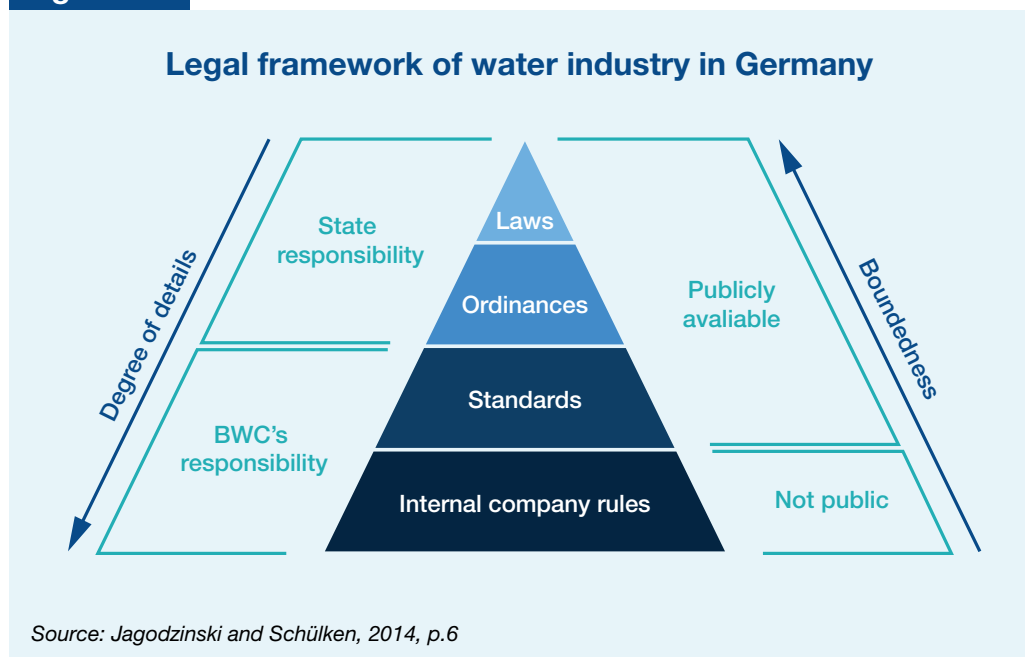 Legal framework of water industry in Germany
Laws
State
responsibility
Ordinances
Publicly
avaliable
Degree of details
Boundedness
Standards
BWC's
responsibility
Internal company rules
Not public
Source: Jagodzinski and Schülken, 2014, p.6